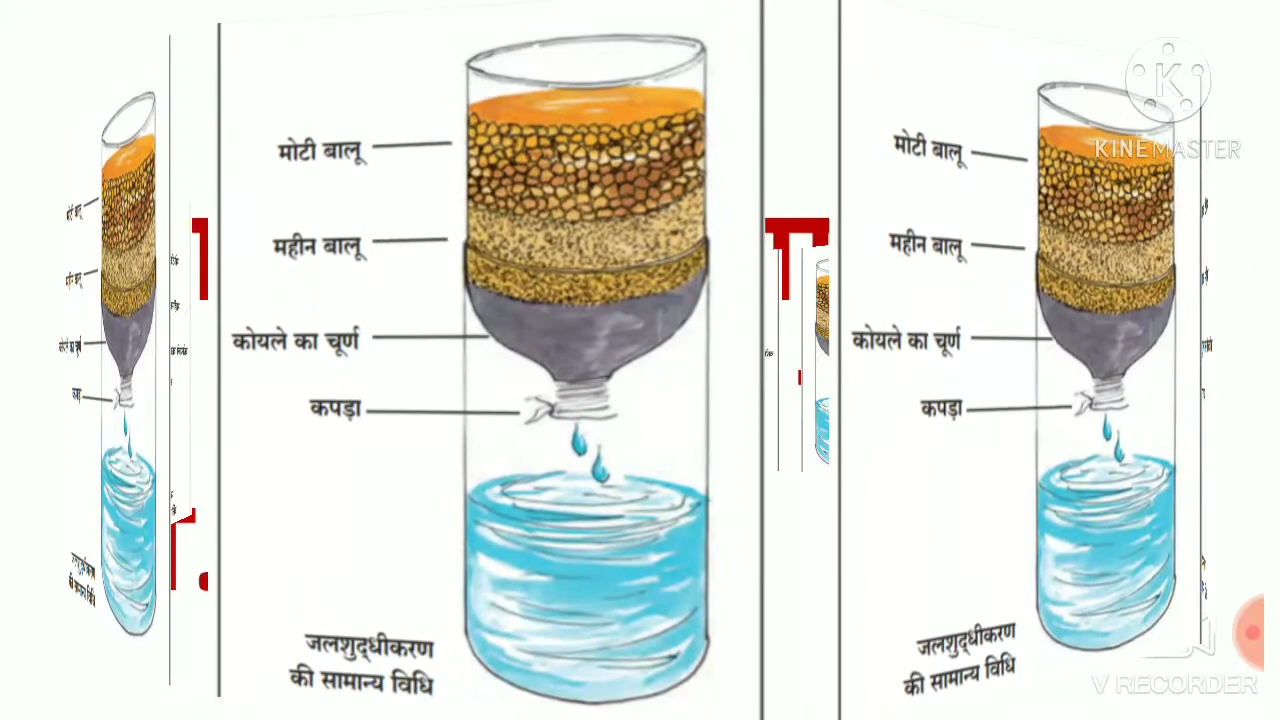 मोटी बालू
महीन बालू
कोयले का चूर्ण
कपड़ा
जलशुद्धीकरण
की सामान्य विधि
मोटी बालू
महीन बालू
कोयले का चूर्ण
कपड़ा
जलशुद्धीकरण
की सामान्य विधि
K
KINEMASTER
V RECORDER